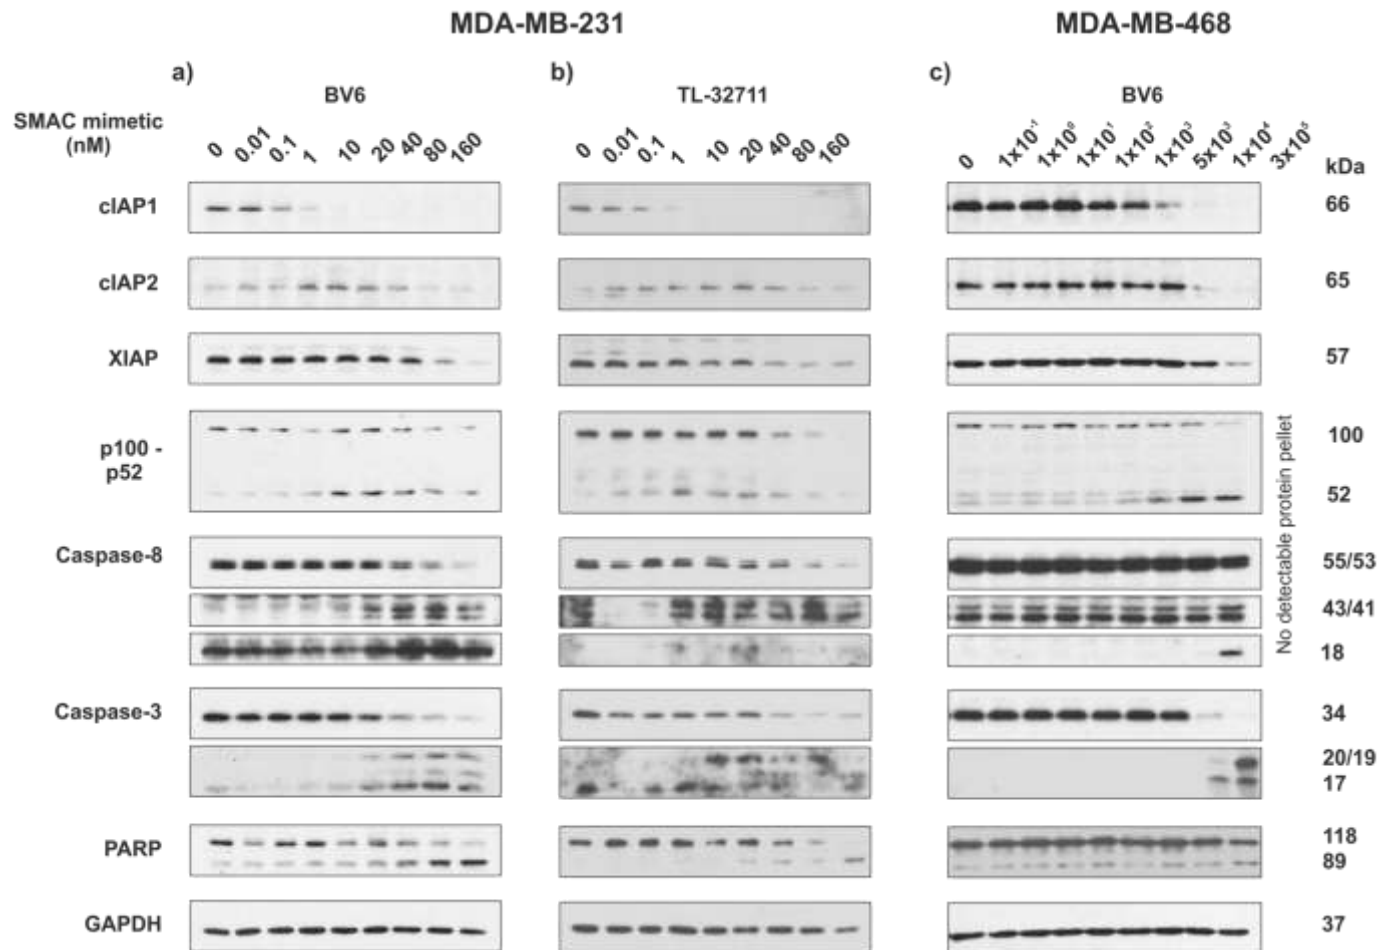 MDA-MB-231 MDA-MB-468
a) b) c)
BV6 TL-32711 BV6
SMAC mimetic
(nM)
0 0.01 0.1 1 10 20 40 80 160 0 0.01 0.1 1 10 20 40 80 160 0 1x10⁻¹ 1x10⁰ 1x10¹ 1x10² 1x10³ 5x10³ 1x10⁴ 3x10⁵
kDa
cIAP1 66
cIAP2 65
XIAP 57
p100 - 100
p52 52
No detectable protein pellet
Caspase-8 55/53
43/41
18
Caspase-3 34
20/19
17
PARP 118
89
GAPDH 37